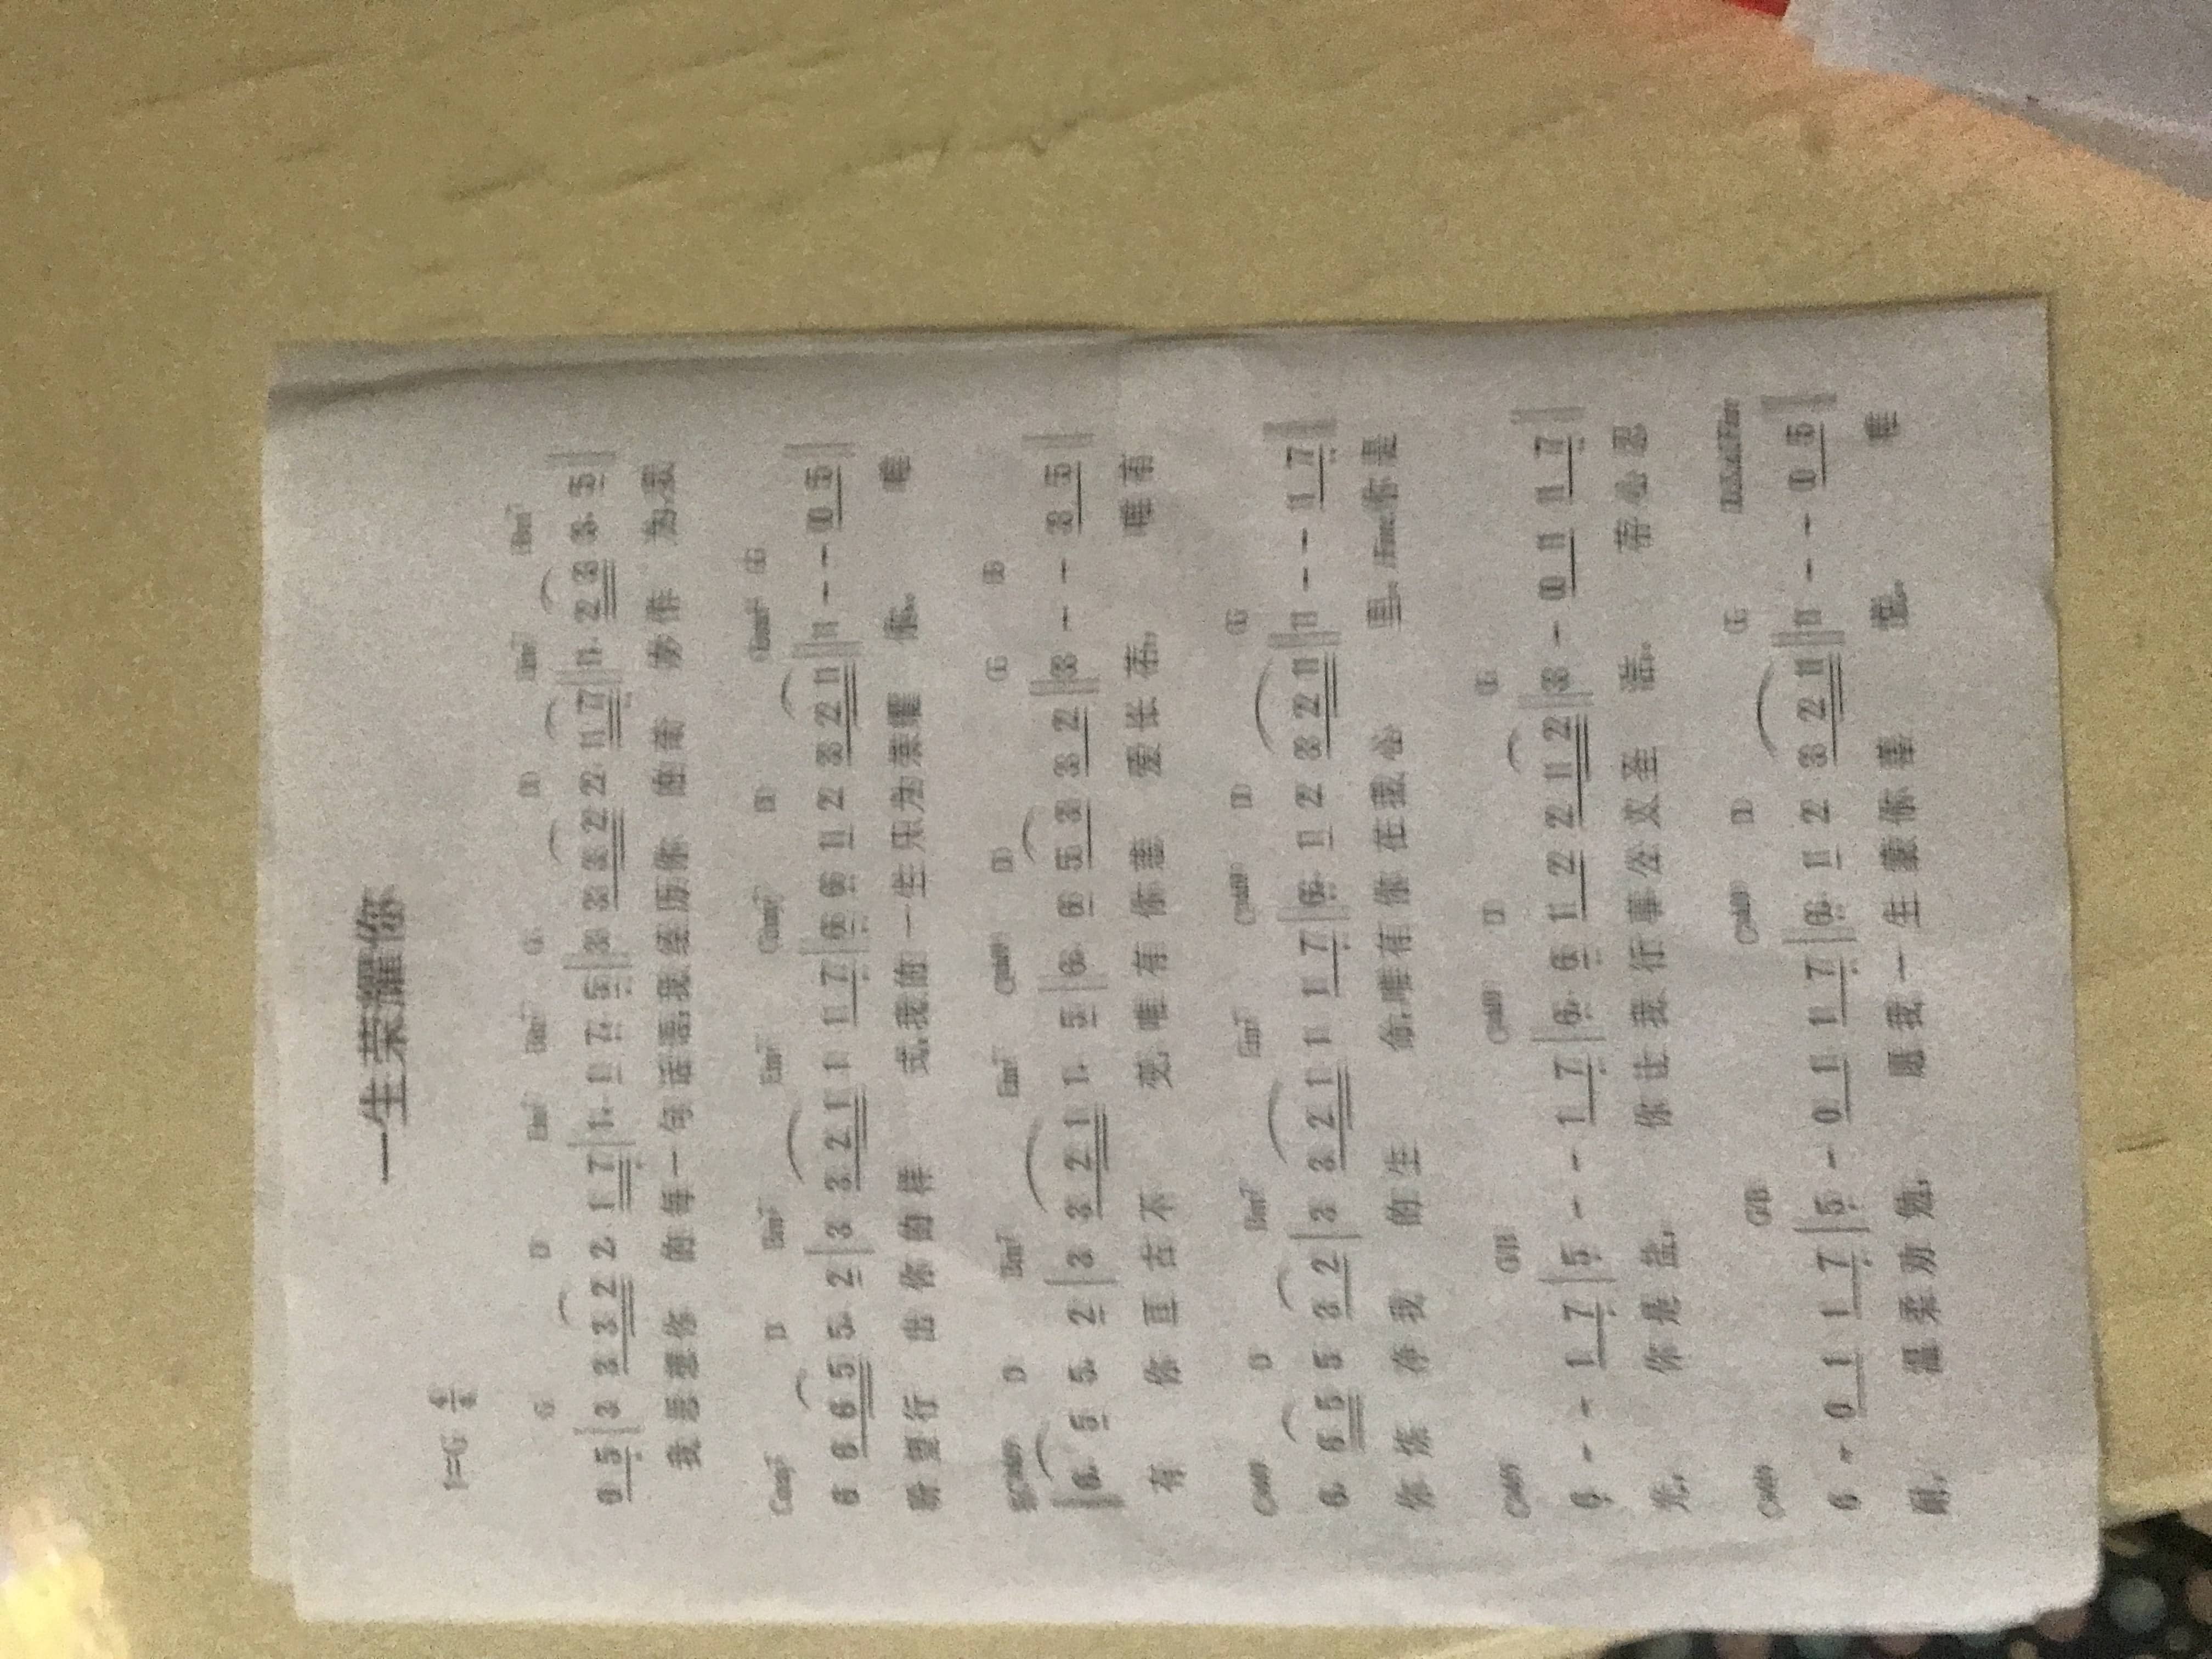 一生荣耀你
1=G 4/4
G D Em7 Bm7 G D Em7 Bm7
0 5 | 3 3 3 2 2. 1 7 | 1. 1 7. 5 | 3 3 3 2 2 1 7 | 1. 2 3 3. 5 |
我思想你 的每一句话语,我经历你 的奇 妙作 为,我
Cmaj7 D Bm7 Em7 Cmaj7 D G
6 6 6 5 5. 2 | 3 3 2 1 1 1 7 | 6 6 1 2 3 2 1 | 1 - - 0 5 |
盼望行 出你的样 式,我的一生只为荣耀 你。 唯
Cadd9 D Bm7 Em7 Cadd9 D G
6. 5 5. 2 | 3 3 2 1 1. 5 | 6. 6 5 3 3 2 | 3 - - 3 5 |
有 你亘古不 变,唯有你慈 爱长存, 唯有
Cadd9 D Bm7 Em7 Cadd9 D G
6. 6 5 5 3 2 | 3 3 2 1 1 1 7 | 6. 1 2 3 2 1 | 1 - - 1 7 |
你炼 净我 的生 命,唯有你在我心 里。 Fine 你是
Cadd9 G/B Cadd9 D G
6 - - 1 7 | 5 - - 1 7 | 6. 6 1 2 2 1 2 | 3 - 0 1 1 7 |
光, 你是盐, 你让我行事公义圣 洁。 存心忍
Cadd9 G/B Cadd9 D G D.S.al.Fine
6 - 0 1 1 7 | 5 - 0 1 1 7 | 6. 1 2 3 2 1 | 1 - - 0 5 |
耐, 温柔劝勉, 愿我一生蒙你喜 悦。 唯